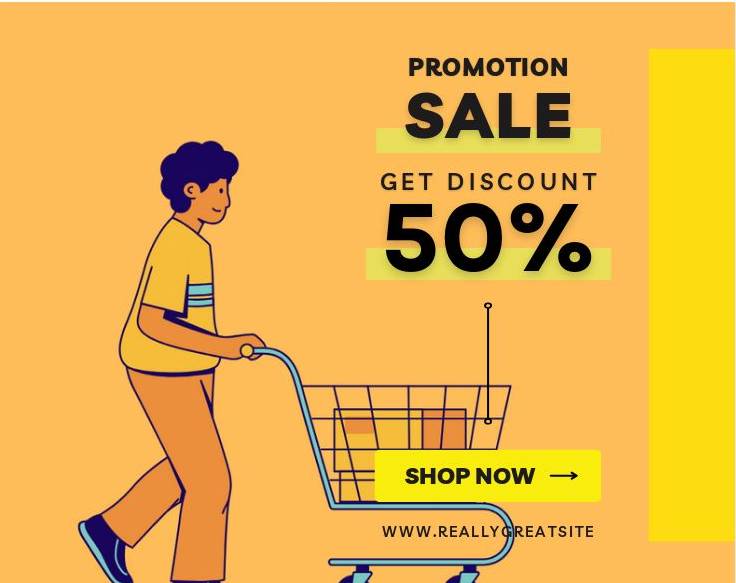 PROMOTION
SALE
GET DISCOUNT
50%
SHOP NOW
WWW.REALLYGREATSITE